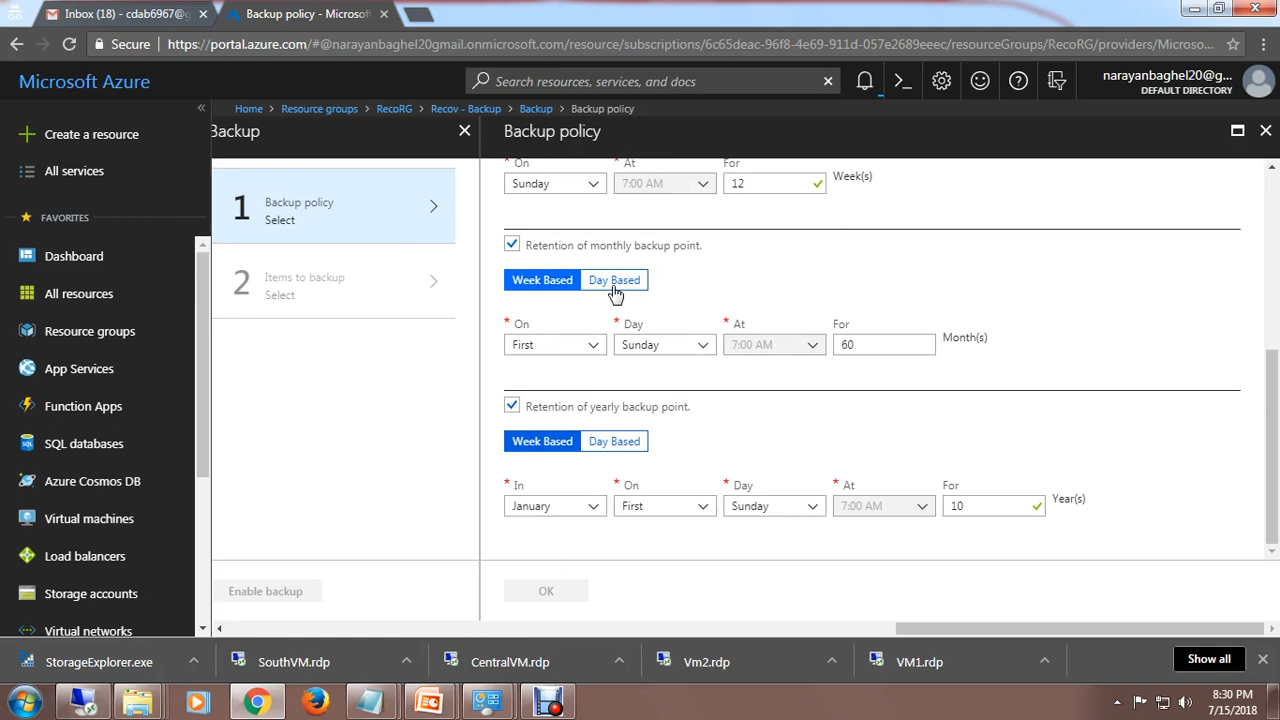 Inbox (18) - cdab6967@g
Backup policy - Microsof
Secure
https://portal.azure.com/#@narayanbaghel20gmail.onmicrosoft.com/resource/subscriptions/6c65deac-96f8-4e69-911d-057e2689eeec/resourceGroups/RecoRG/providers/Microso...
Microsoft Azure
Search resources, services, and docs
narayanbaghel20@g...
DEFAULT DIRECTORY
Home
Resource groups
RecoRG
Recov - Backup
Backup
Backup policy
Create a resource
All services
FAVORITES
Dashboard
All resources
Resource groups
App Services
Function Apps
SQL databases
Azure Cosmos DB
Virtual machines
Load balancers
Storage accounts
Virtual networks
Backup
1 Backup policy
Select
2 Items to backup
Select
Enable backup
Backup policy
* On * At For
Sunday 7:00 AM 12 Week(s)
Retention of monthly backup point.
Week Based Day Based
* On * Day * At For
First Sunday 7:00 AM 60 Month(s)
Retention of yearly backup point.
Week Based Day Based
* In * On * Day * At For
January First Sunday 7:00 AM 10 Year(s)
OK
StorageExplorer.exe SouthVM.rdp CentralVM.rdp Vm2.rdp VM1.rdp Show all
8:30 PM
7/15/2018